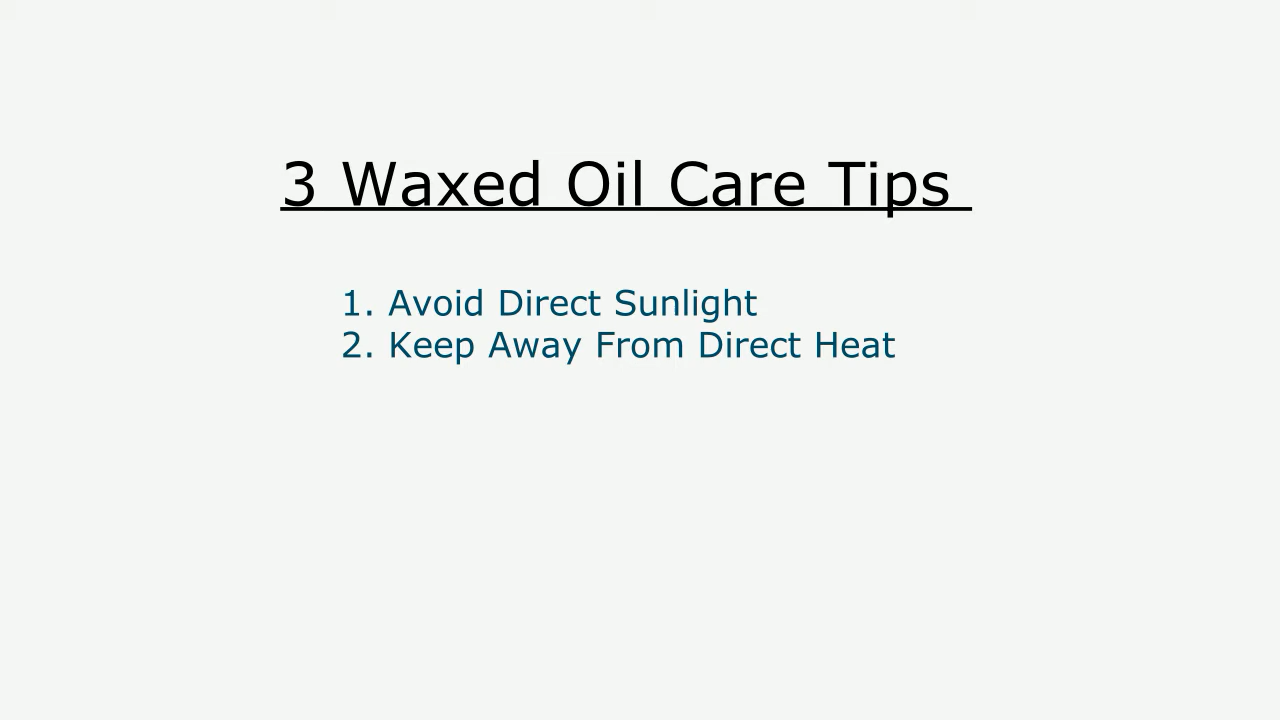 3 Waxed Oil Care Tips
1. Avoid Direct Sunlight
2. Keep Away From Direct Heat